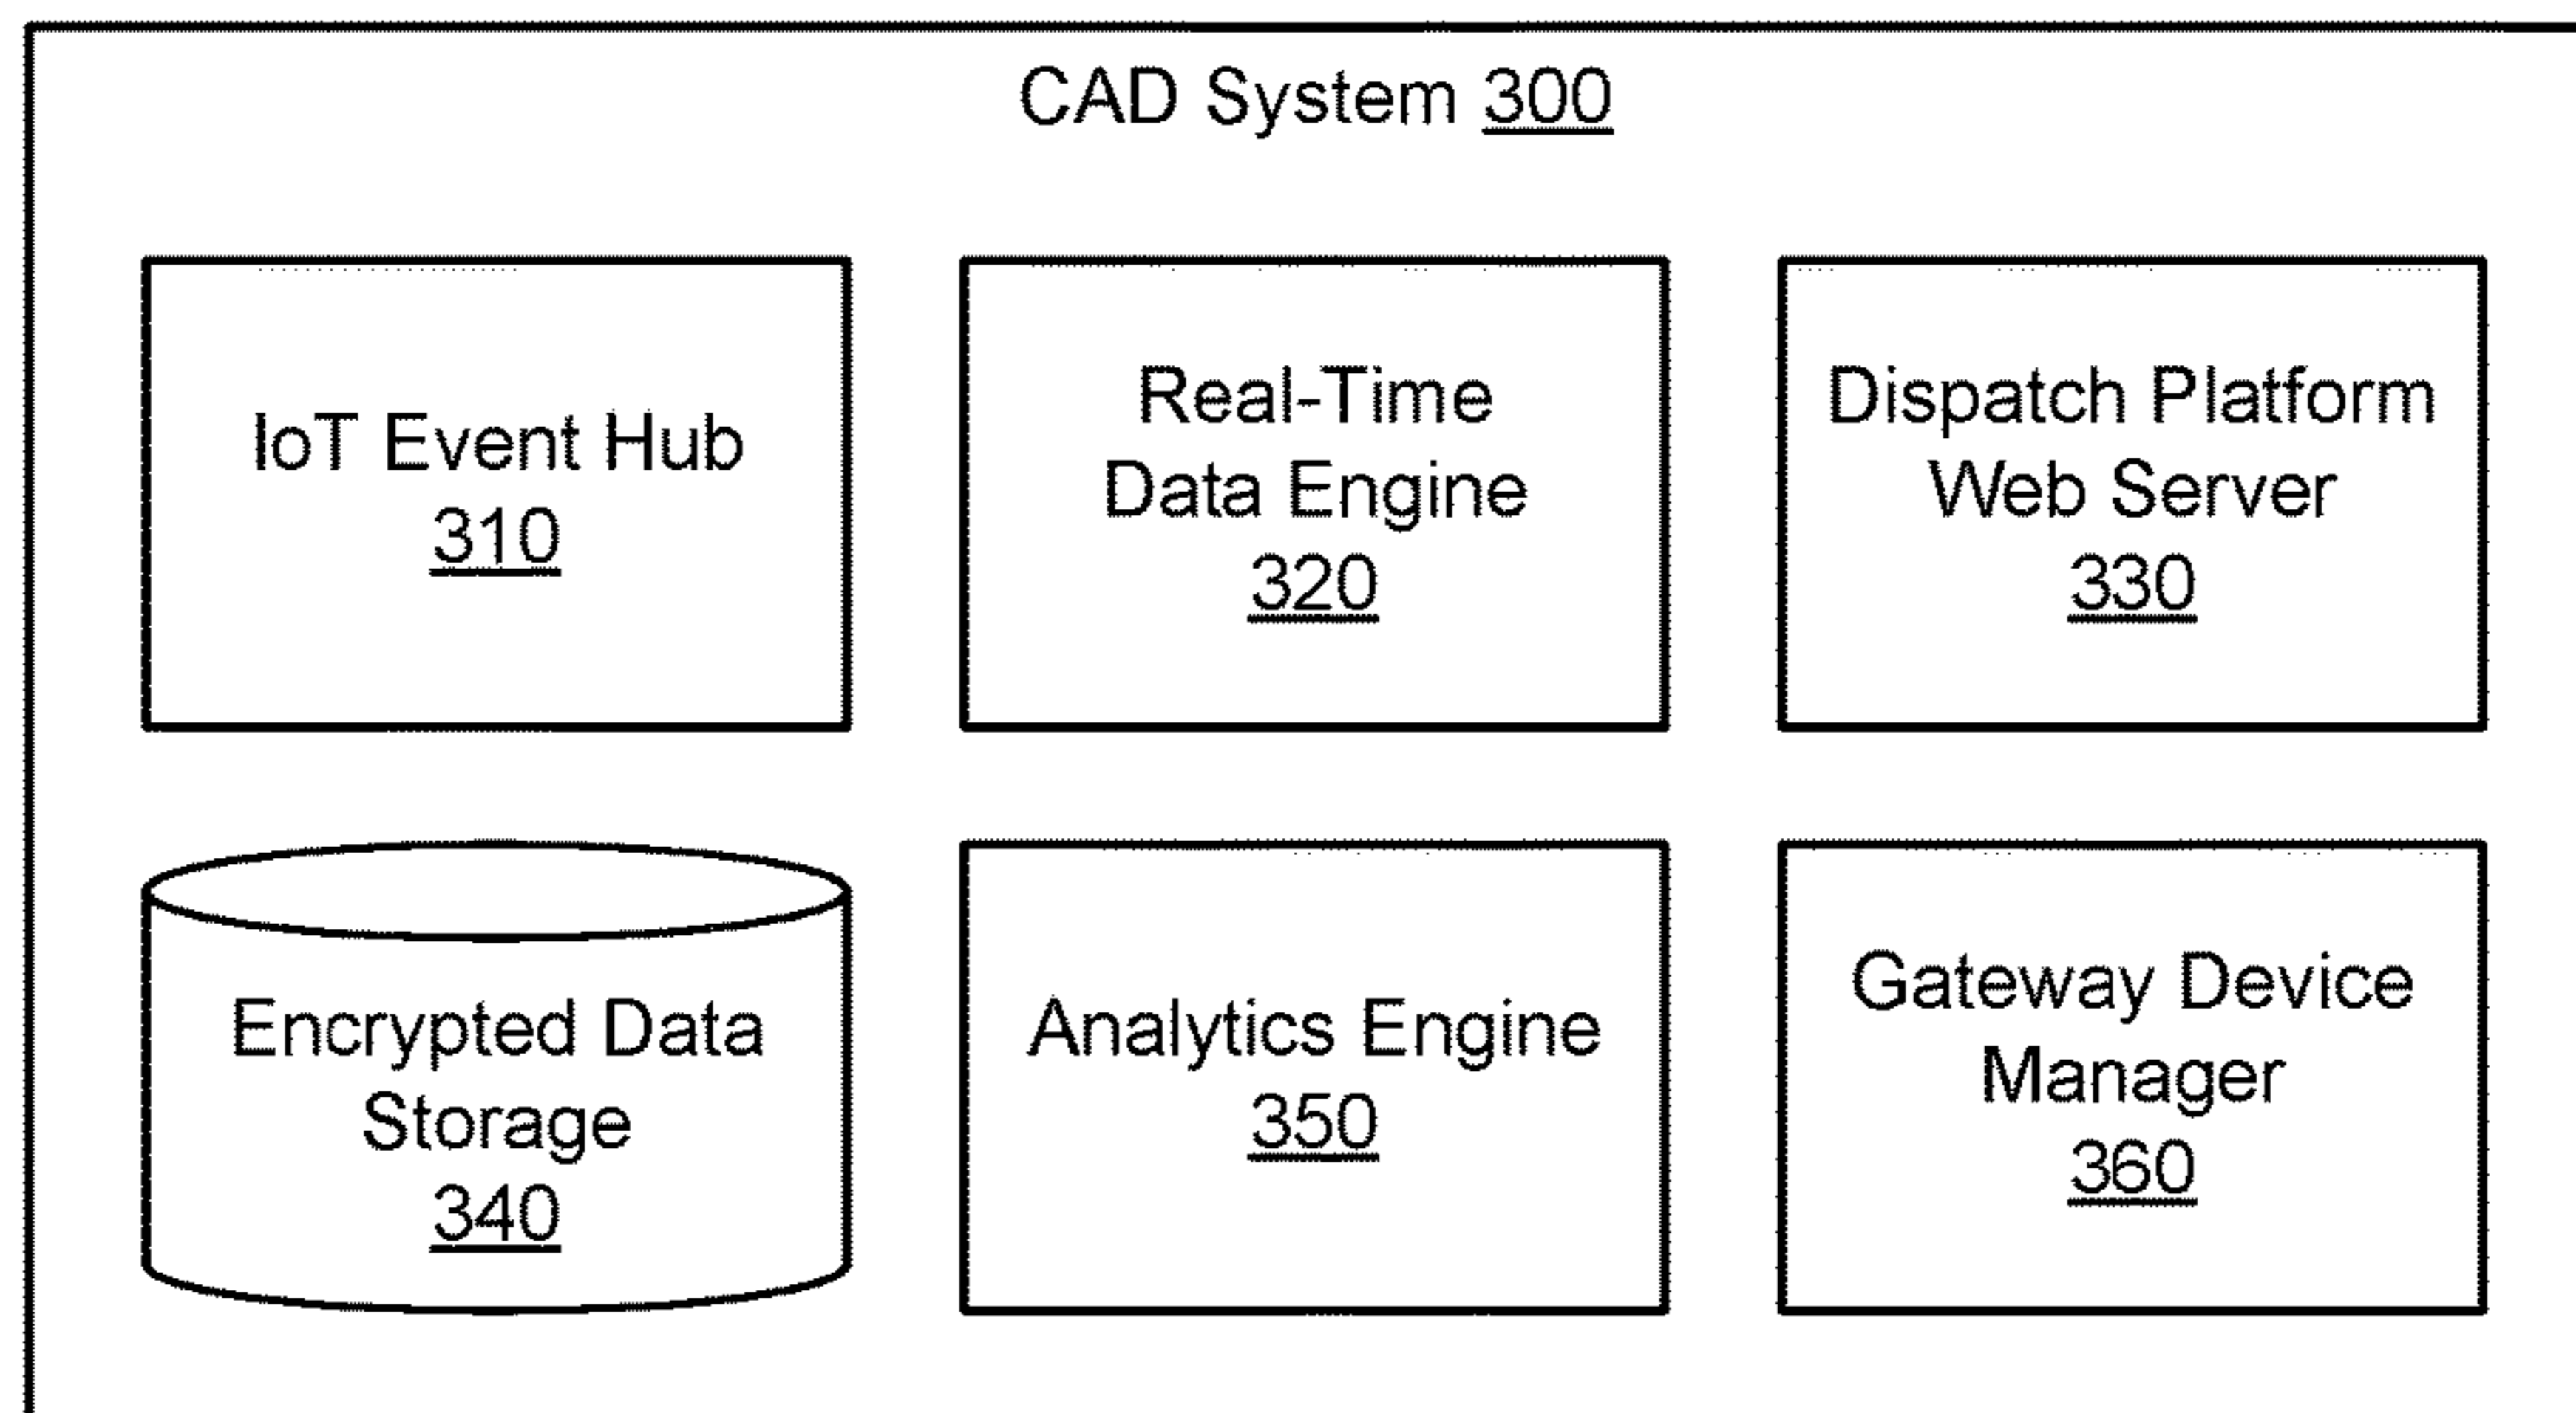 CAD System 300
IoT Event Hub
310
Real-Time
Data Engine
320
Dispatch Platform
Web Server
330
Encrypted Data
Storage
340
Analytics Engine
350
Gateway Device
Manager
360